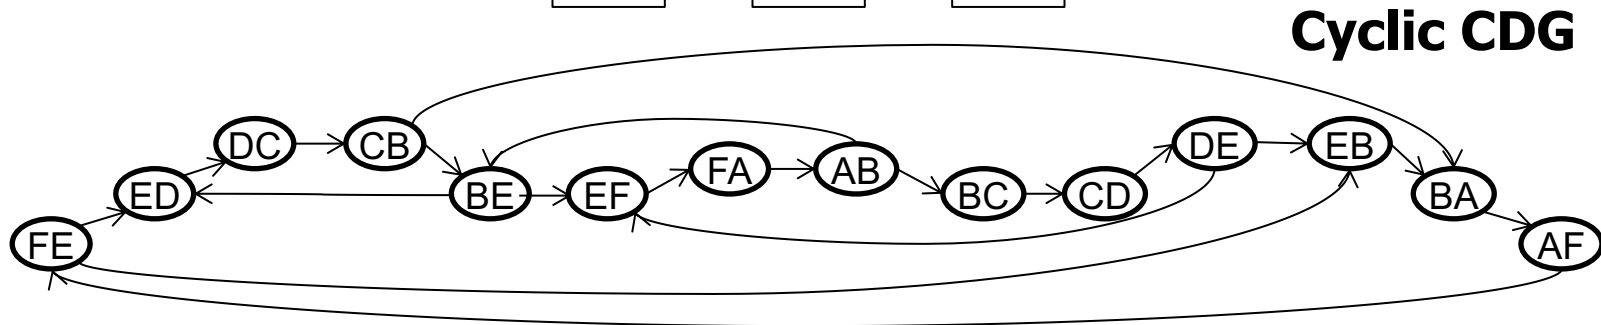 Cyclic CDG
DC CB DE EB
FA AB
ED BE EF BC CD BA
FE AF